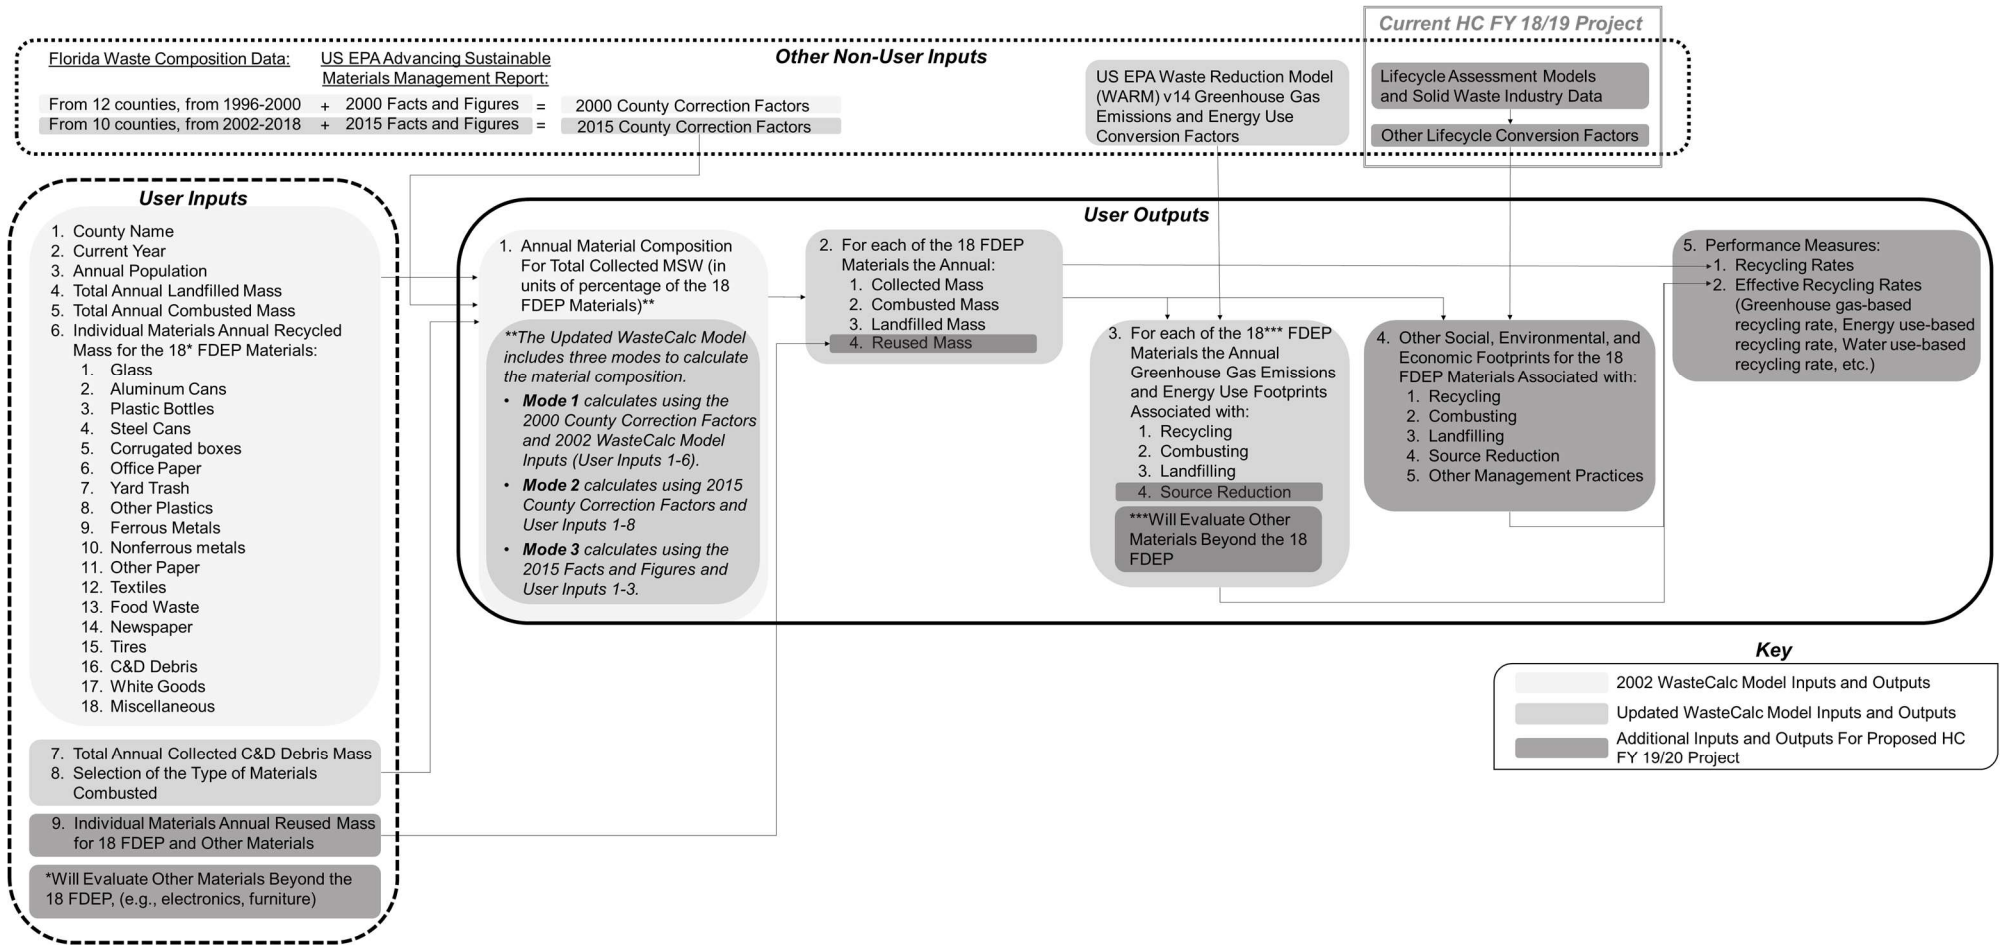 Current HC FY 18/19 Project
Other Non-User Inputs
Florida Waste Composition Data:
US EPA Advancing Sustainable
Materials Management Report:
From 12 counties, from 1996-2000 + 2000 Facts and Figures = 2000 County Correction Factors
From 10 counties, from 2002-2018 + 2015 Facts and Figures = 2015 County Correction Factors
US EPA Waste Reduction Model
(WARM) v14 Greenhouse Gas
Emissions and Energy Use
Conversion Factors
Lifecycle Assessment Models
and Solid Waste Industry Data
Other Lifecycle Conversion Factors
User Inputs
1. County Name
2. Current Year
3. Annual Population
4. Total Annual Landfilled Mass
5. Total Annual Combusted Mass
6. Individual Materials Annual Recycled
Mass for the 18* FDEP Materials:
1. Glass
2. Aluminum Cans
3. Plastic Bottles
4. Steel Cans
5. Corrugated boxes
6. Office Paper
7. Yard Trash
8. Other Plastics
9. Ferrous Metals
10. Nonferrous metals
11. Other Paper
12. Textiles
13. Food Waste
14. Newspaper
15. Tires
16. C&D Debris
17. White Goods
18. Miscellaneous
7. Total Annual Collected C&D Debris Mass
8. Selection of the Type of Materials
Combusted
9. Individual Materials Annual Reused Mass
for 18 FDEP and Other Materials
*Will Evaluate Other Materials Beyond the
18 FDEP, (e.g., electronics, furniture)
User Outputs
1. Annual Material Composition
For Total Collected MSW (in
units of percentage of the 18
FDEP Materials)**
**The Updated WasteCalc Model
includes three modes to calculate
the material composition.
• Mode 1 calculates using the
2000 County Correction Factors
and 2002 WasteCalc Model
Inputs (User Inputs 1-6).
• Mode 2 calculates using 2015
County Correction Factors and
User Inputs 1-8
• Mode 3 calculates using the
2015 Facts and Figures and
User Inputs 1-3.
2. For each of the 18 FDEP
Materials the Annual:
1. Collected Mass
2. Combusted Mass
3. Landfilled Mass
4. Reused Mass
3. For each of the 18*** FDEP
Materials the Annual
Greenhouse Gas Emissions
and Energy Use Footprints
Associated with:
1. Recycling
2. Combusting
3. Landfilling
4. Source Reduction
***Will Evaluate Other
Materials Beyond the 18
FDEP
4. Other Social, Environmental, and
Economic Footprints for the 18
FDEP Materials Associated with:
1. Recycling
2. Combusting
3. Landfilling
4. Source Reduction
5. Other Management Practices
5. Performance Measures:
1. Recycling Rates
2. Effective Recycling Rates
(Greenhouse gas-based
recycling rate, Energy use-based
recycling rate, Water use-based
recycling rate, etc.)
Key
2002 WasteCalc Model Inputs and Outputs
Updated WasteCalc Model Inputs and Outputs
Additional Inputs and Outputs For Proposed HC
FY 19/20 Project